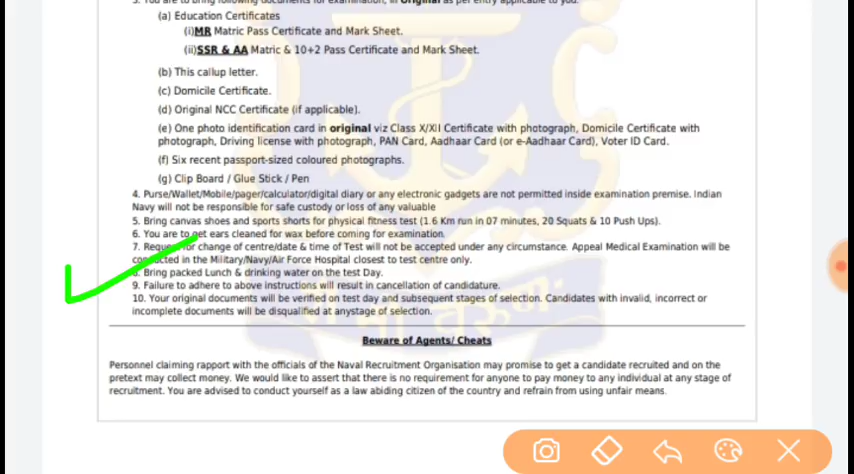 3. You are to bring following documents for examination, in Original as per entry applicable to you.
(a) Education Certificates
(i)MR Matric Pass Certificate and Mark Sheet.
(ii)SSR & AA Matric & 10+2 Pass Certificate and Mark Sheet.
(b) This callup letter.
(c) Domicile Certificate.
(d) Original NCC Certificate (if applicable).
(e) One photo identification card in original viz Class X/XII Certificate with photograph, Domicile Certificate with
photograph, Driving license with photograph, PAN Card, Aadhaar Card (or e-Aadhaar Card), Voter ID Card.
(f) Six recent passport-sized coloured photographs.
(g) Clip Board / Glue Stick / Pen
4. Purse/Wallet/Mobile/pager/calculator/digital diary or any electronic gadgets are not permitted inside examination premise. Indian
Navy will not be responsible for safe custody or loss of any valuable
5. Bring canvas shoes and sports shorts for physical fitness test (1.6 Km run in 07 minutes, 20 Squats & 10 Push Ups).
6. You are to get ears cleaned for wax before coming for examination.
7. Request for change of centre/date & time of Test will not be accepted under any circumstance. Appeal Medical Examination will be
conducted in the Military/Navy/Air Force Hospital closest to test centre only.
8. Bring packed Lunch & drinking water on the test Day.
9. Failure to adhere to above instructions will result in cancellation of candidature.
10. Your original documents will be verified on test day and subsequent stages of selection. Candidates with invalid, incorrect or
incomplete documents will be disqualified at anystage of selection.
Beware of Agents/ Cheats
Personnel claiming rapport with the officials of the Naval Recruitment Organisation may promise to get a candidate recruited and on the
pretext may collect money. We would like to assert that there is no requirement for anyone to pay money to any individual at any stage of
recruitment. You are advised to conduct yourself as a law abiding citizen of the country and refrain from using unfair means.